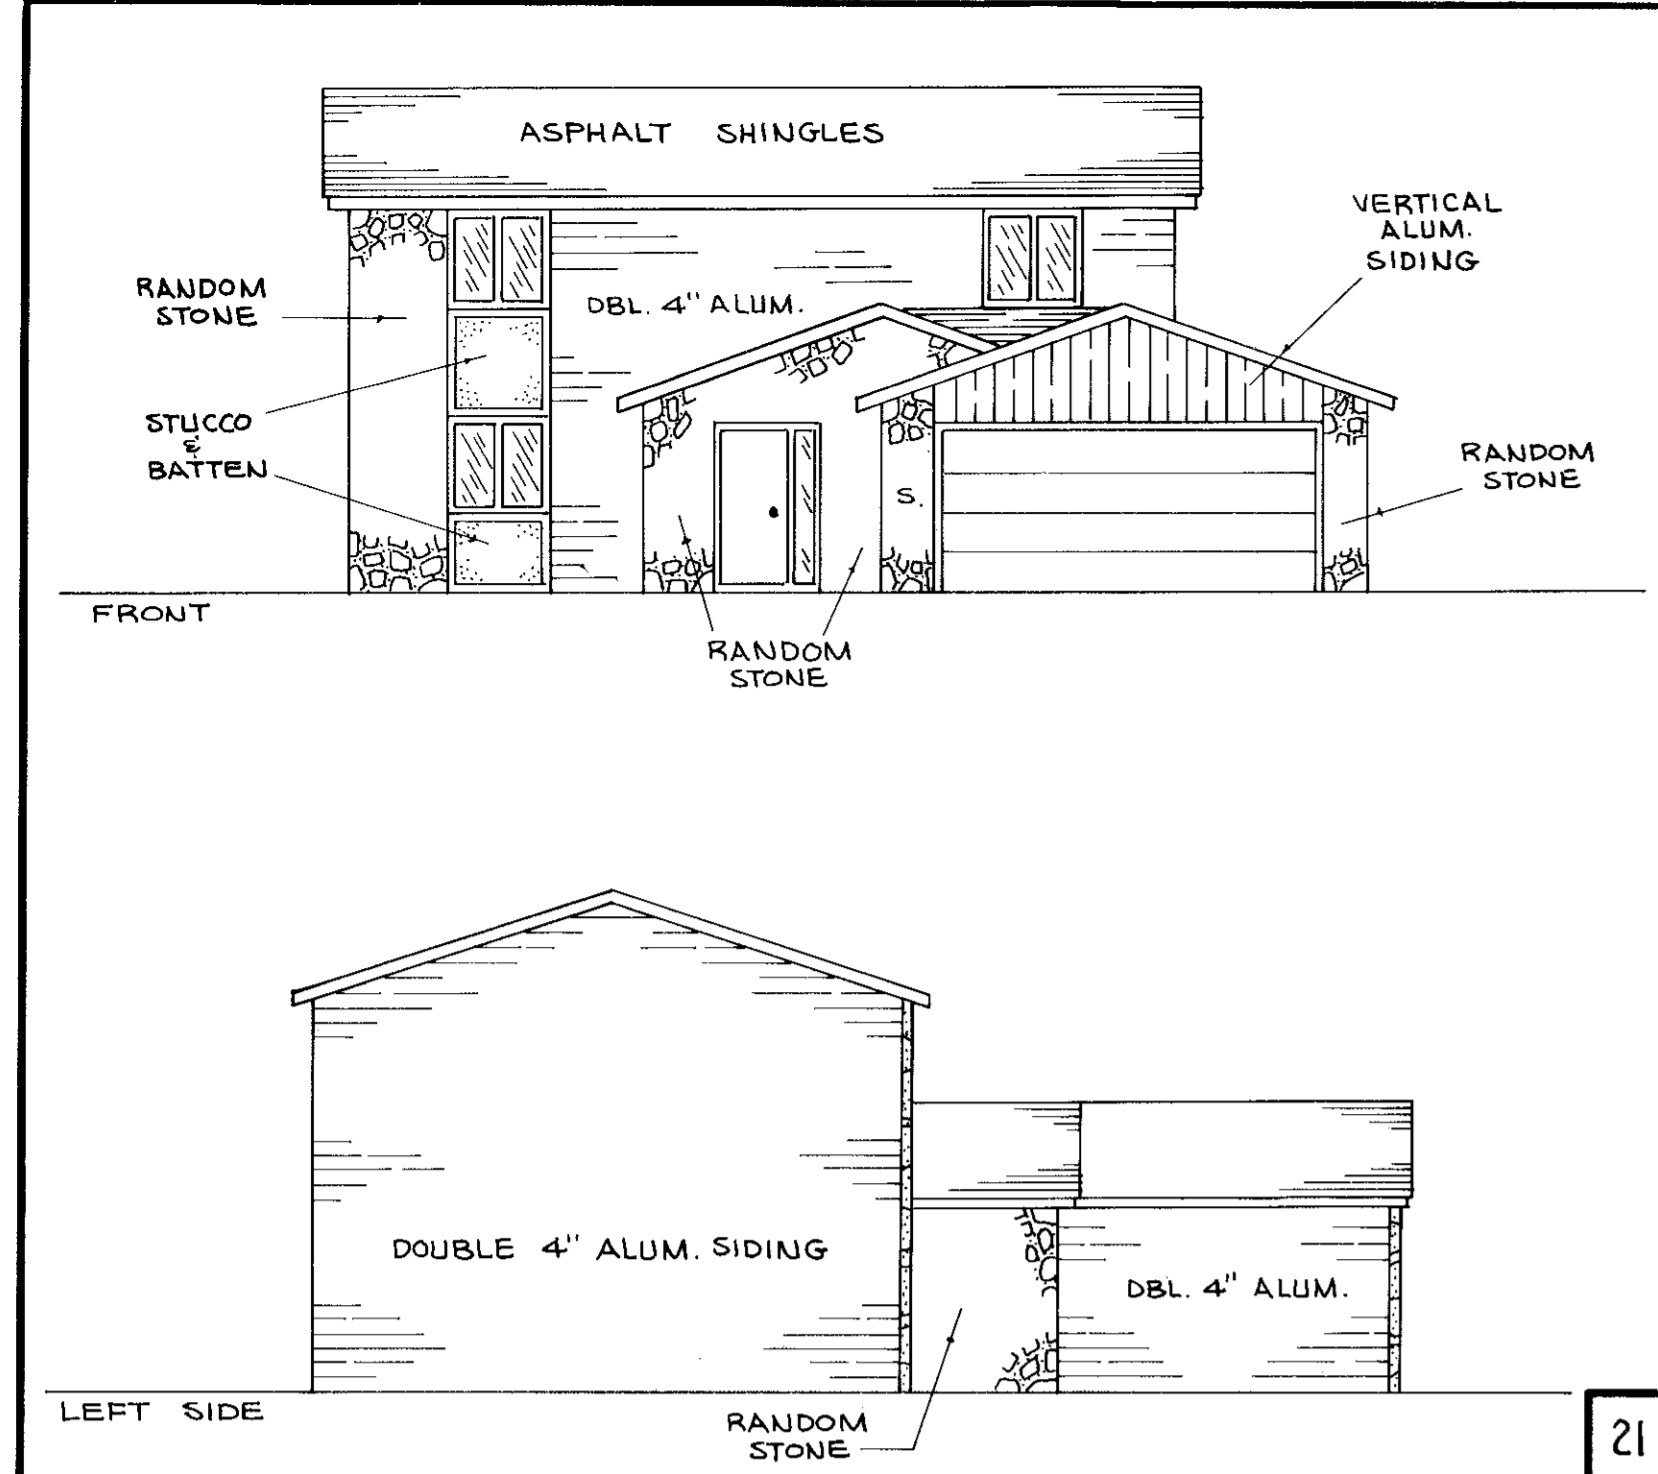 ASPHALT SHINGLES
VERTICAL
ALUM.
SIDING
RANDOM
STONE
DBL. 4" ALUM.
STUCCO
&
BATTEN
RANDOM
STONE
S.
FRONT
RANDOM
STONE
DOUBLE 4" ALUM. SIDING
DBL. 4" ALUM.
LEFT SIDE
RANDOM
STONE
21